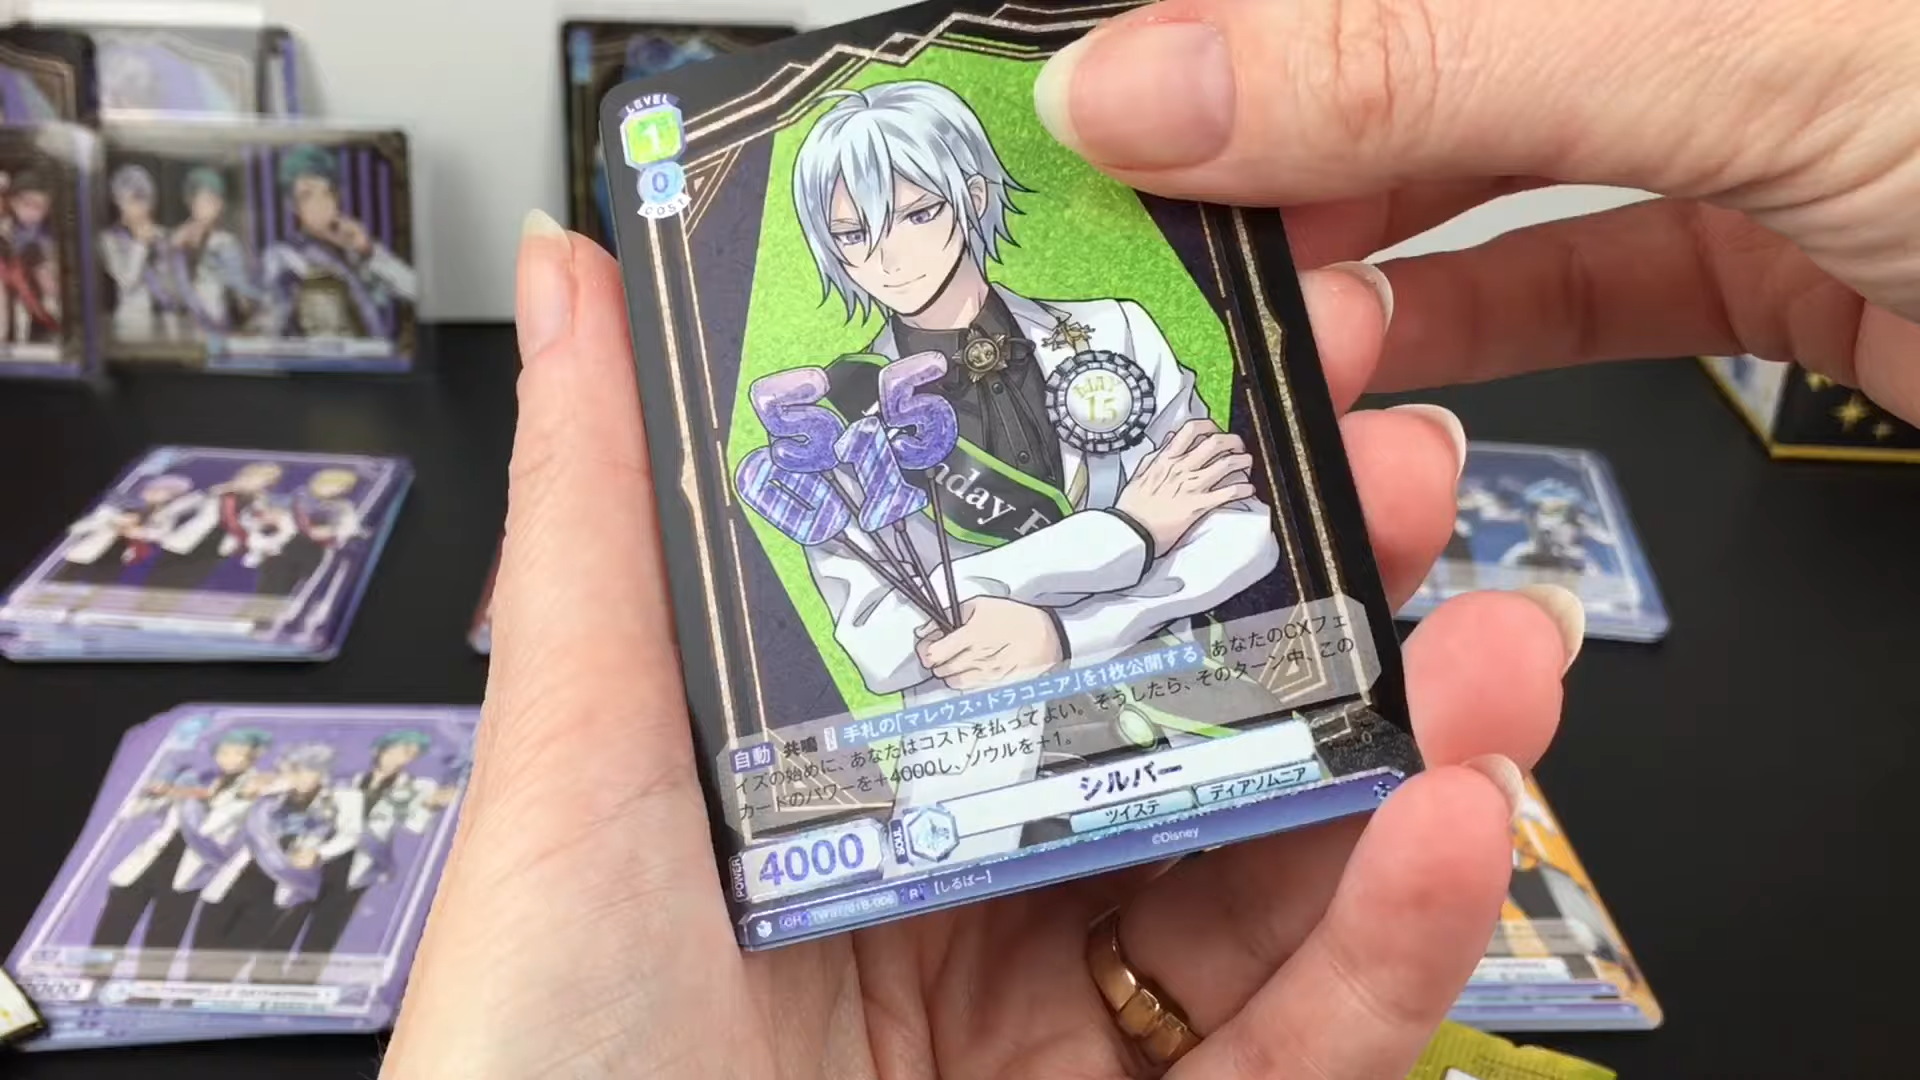 LEVEL
1
0
COST
5 5
0 1
MAY
15
nday
自動 共鳴 手札の「マレウス・ドラコニア」を1枚公開する あなたのCXフェ
イズの始めに、あなたはコストを払ってよい。そうしたら、そのターン中、この
カードのパワーを+4000し、ソウルを+1。
シルバー
ツイステ ディアソムニア
POWER 4000 SOUL
©Disney
CH R 【しるばー】